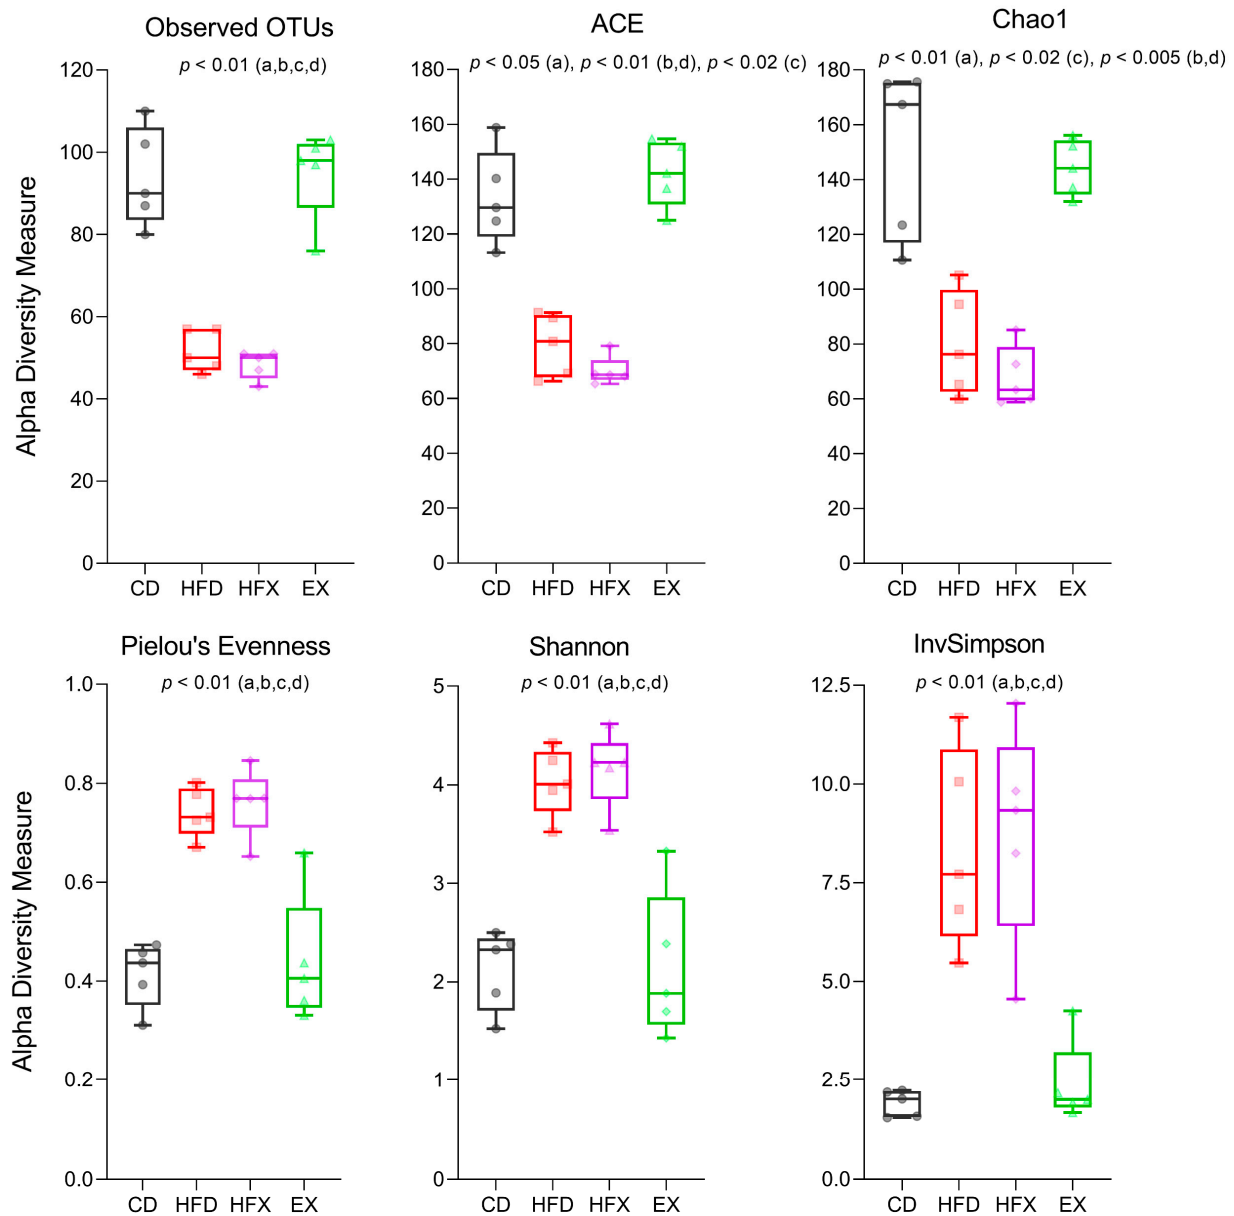 Observed OTUs
p < 0.01 (a,b,c,d)
Alpha Diversity Measure
120
100
80
60
40
20
0
CD HFD HFX EX
ACE
p < 0.05 (a), p < 0.01 (b,d), p < 0.02 (c)
180
160
140
120
100
80
60
40
20
0
CD HFD HFX EX
Chao1
p < 0.01 (a), p < 0.02 (c), p < 0.005 (b,d)
180
160
140
120
100
80
60
40
20
0
CD HFD HFX EX
Pielou's Evenness
p < 0.01 (a,b,c,d)
Alpha Diversity Measure
1.0
0.8
0.6
0.4
0.2
0.0
CD HFD HFX EX
Shannon
p < 0.01 (a,b,c,d)
5
4
3
2
1
0
CD HFD HFX EX
InvSimpson
p < 0.01 (a,b,c,d)
12.5
10.0
7.5
5.0
2.5
0.0
CD HFD HFX EX